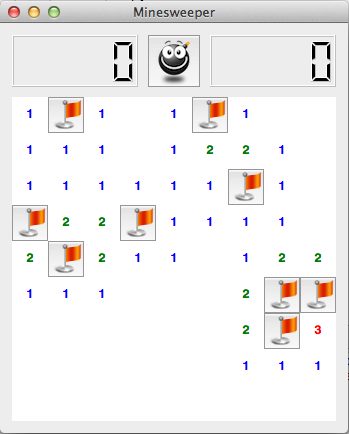 Minesweeper
0 0
1 1 1 1
1 1 1 1 2 2 1
1 1 1 1 1 1 1
2 2 1 1 1 1
2 2 1 1 1 2 2
1 1 1 2
2 3
1 1 1